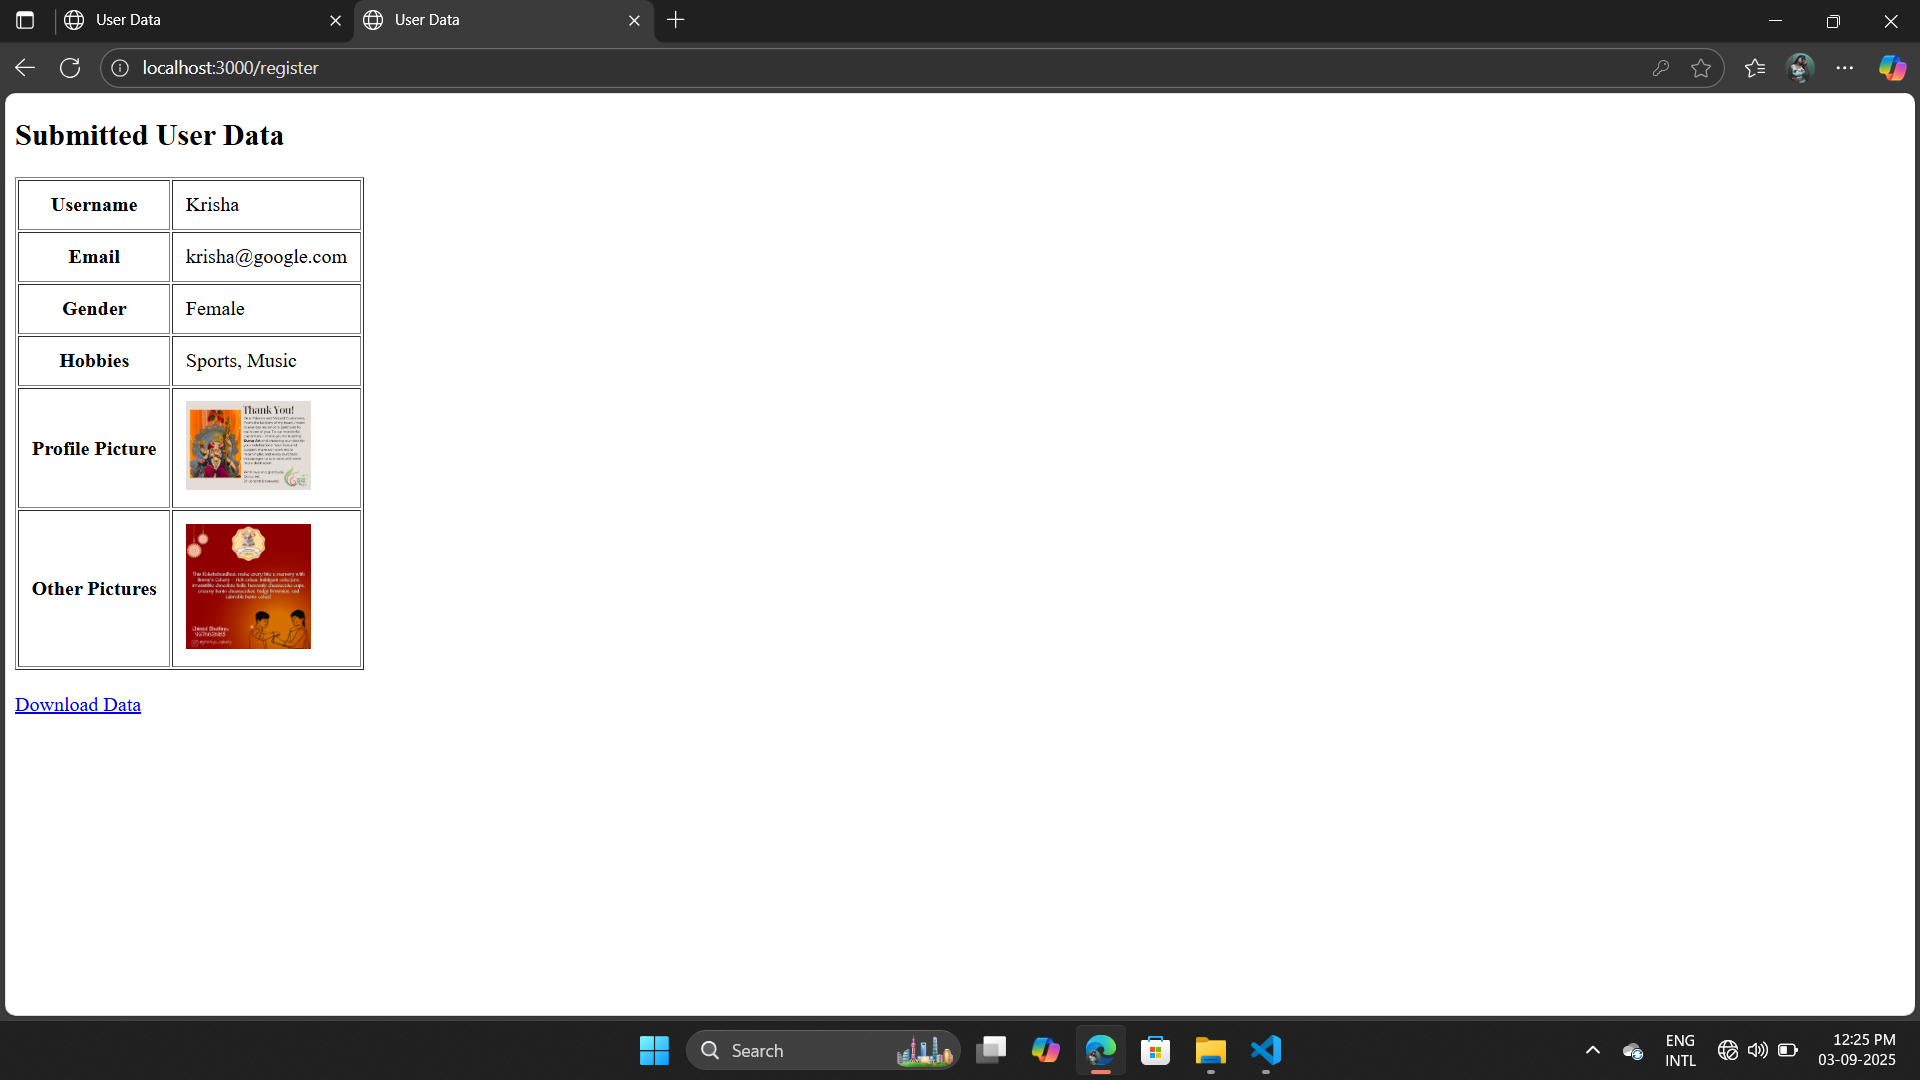 User Data
User Data
localhost:3000/register
Submitted User Data
Username Krisha
Email krisha@google.com
Gender Female
Hobbies Sports, Music
Profile Picture
Thank You!
Other Pictures
Download Data
Search
ENG
INTL
12:25 PM
03-09-2025